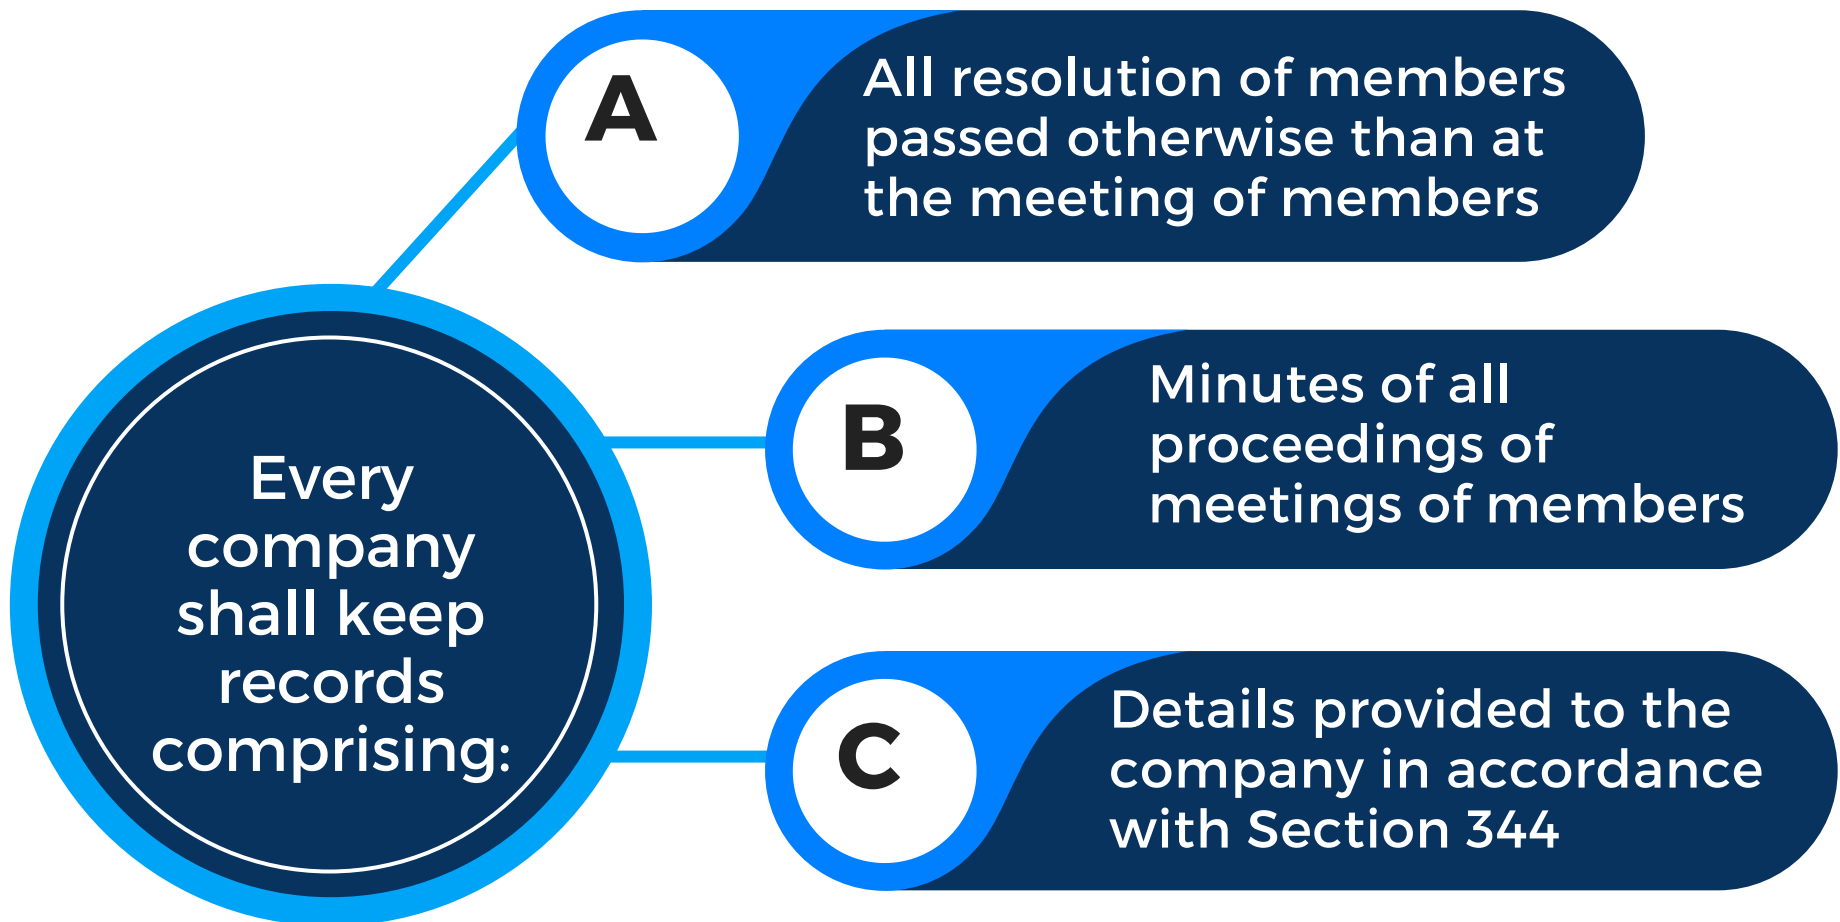 Every
company
shall keep
records
comprising:
A
All resolution of members
passed otherwise than at
the meeting of members
B
Minutes of all
proceedings of
meetings of members
C
Details provided to the
company in accordance
with Section 344